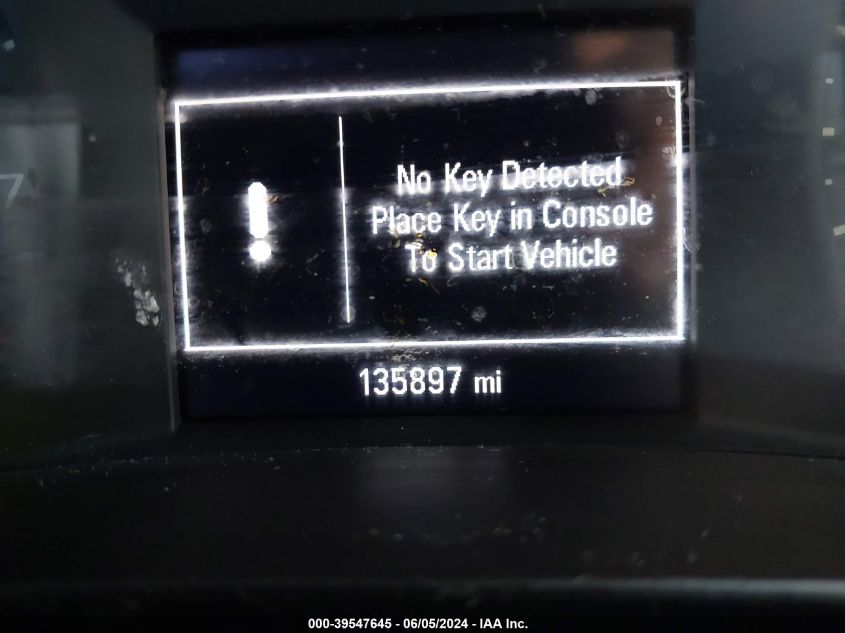 7
No Key Detected
Place Key in Console
To Start Vehicle
135897 mi
000-39547645 - 06/05/2024 - IAA Inc.